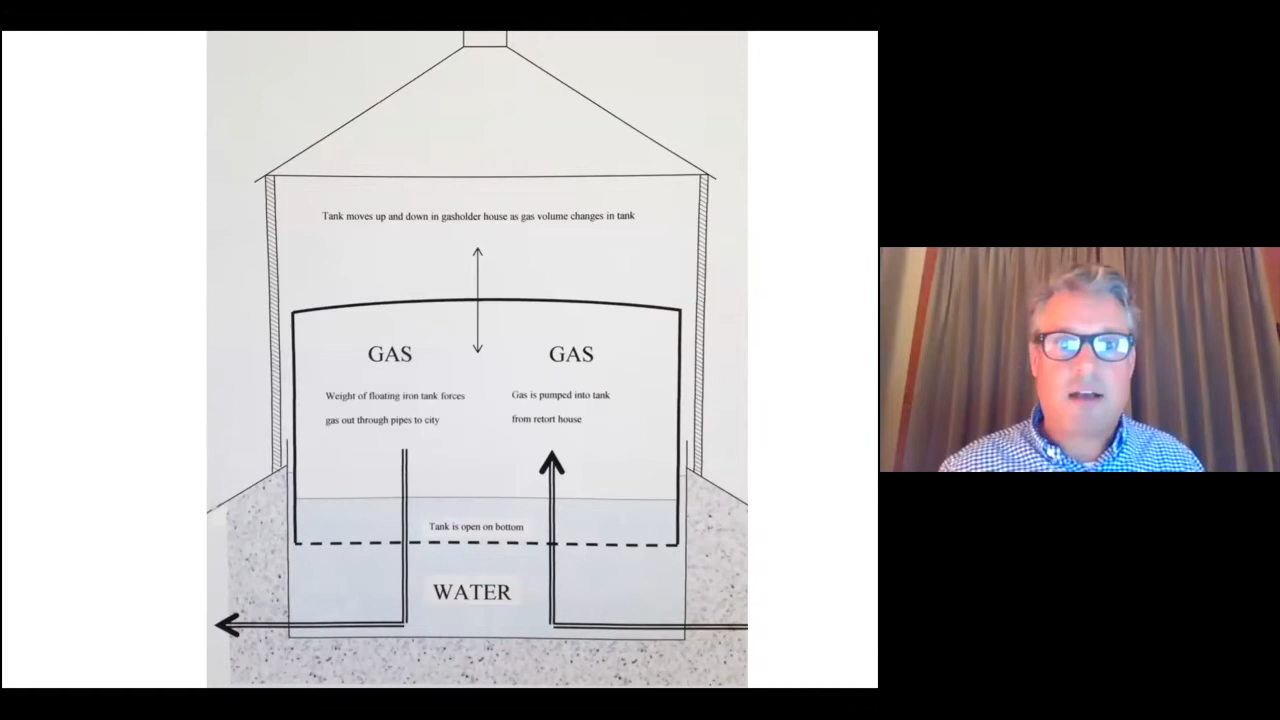 Tank moves up and down in gasholder house as gas volume changes in tank
GAS
GAS
Weight of floating iron tank forces
gas out through pipes to city
Gas is pumped into tank
from retort house
Tank is open on bottom
WATER